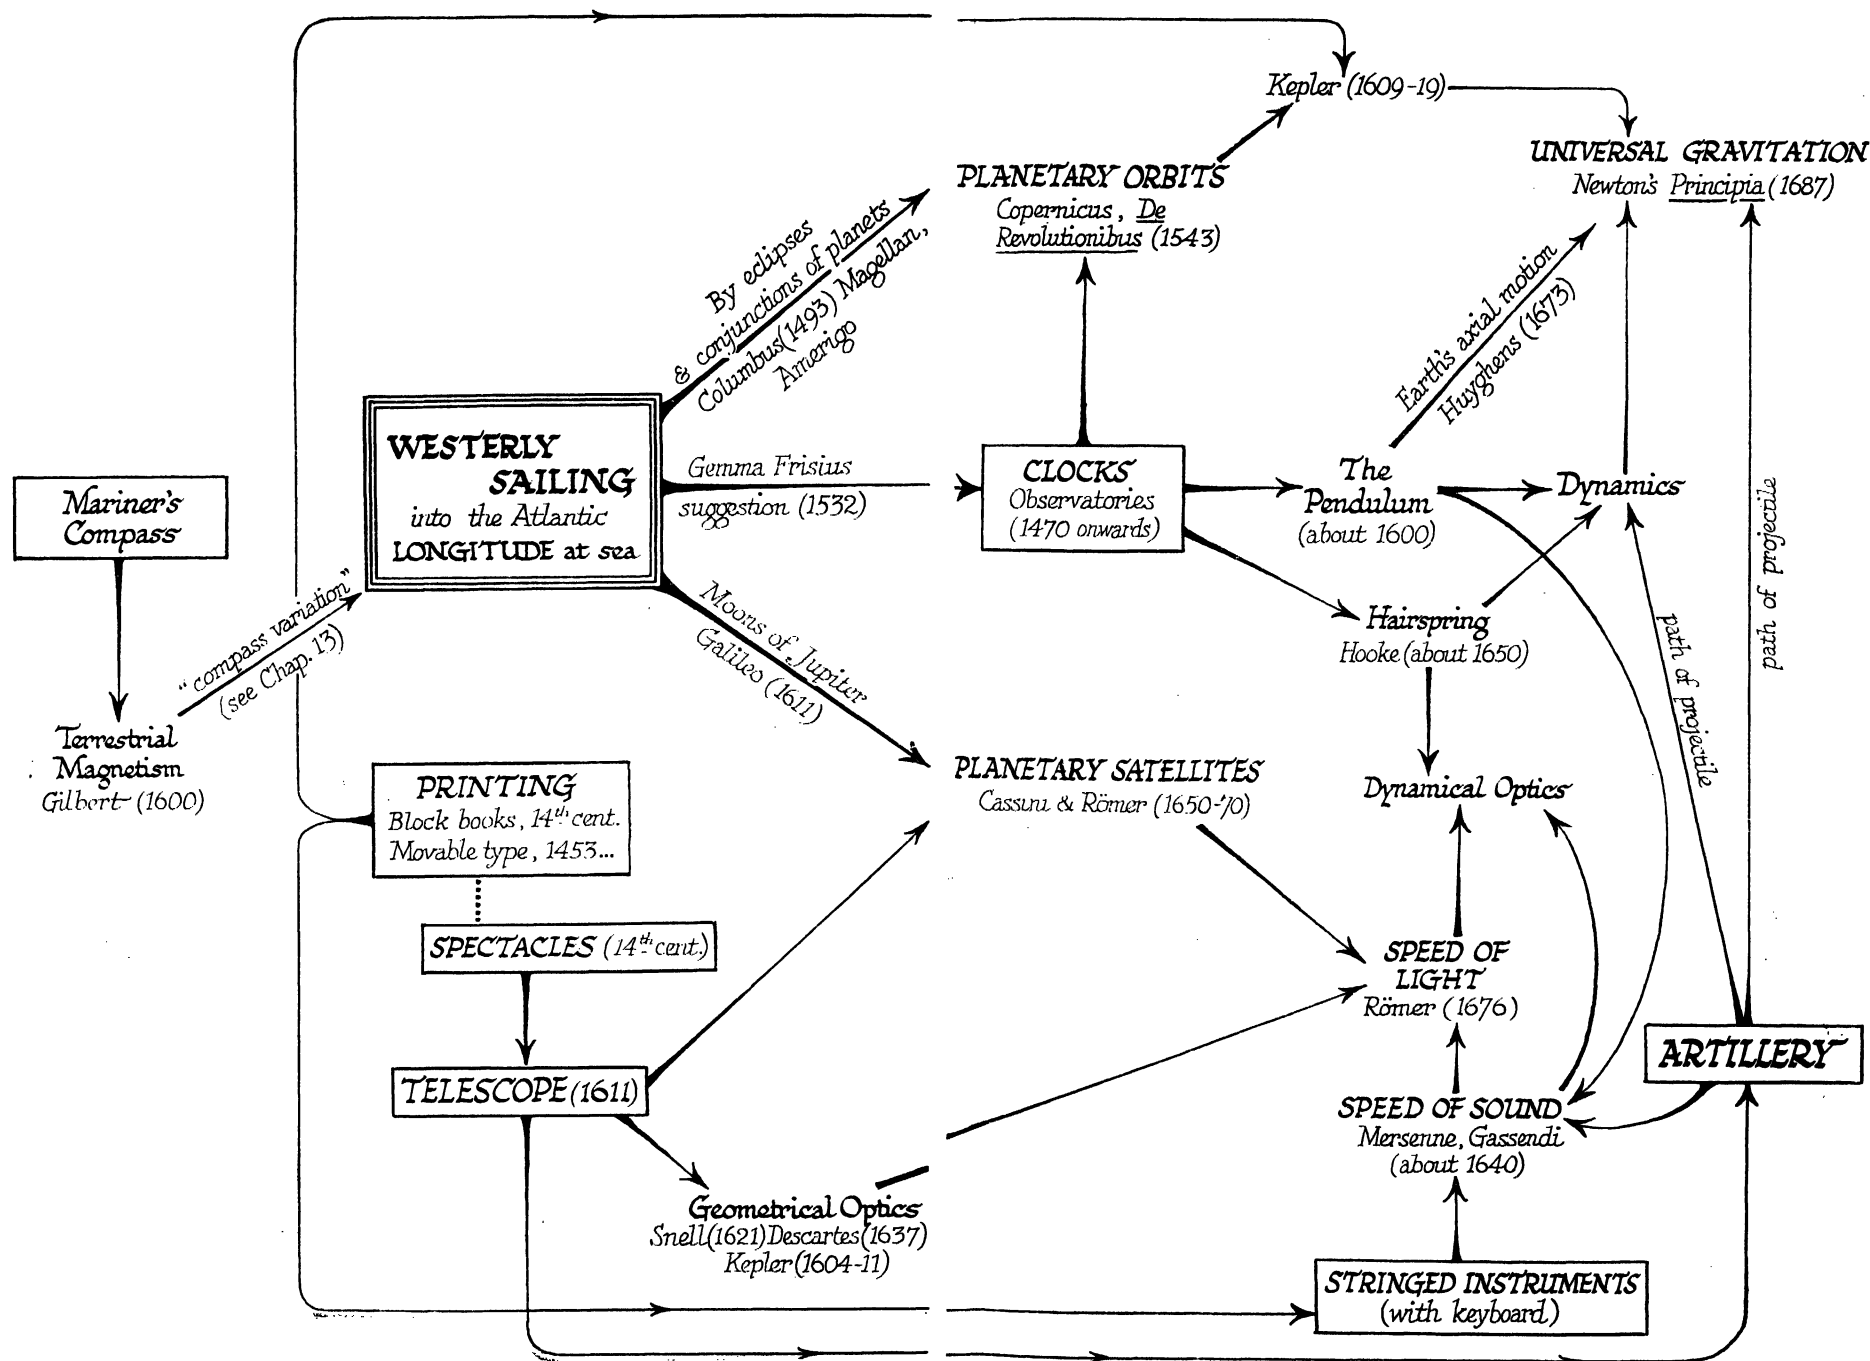 Kepler (1609-19)
UNIVERSAL GRAVITATION
Newton's Principia (1687)
PLANETARY ORBITS
Copernicus, De
Revolutionibus (1543)
By eclipses
& conjunctions of planets
Columbus (1493) Magellan,
Amerigo
Earth's axial motion
Huyghens (1673)
WESTERLY
SAILING
into the Atlantic
LONGITUDE at sea
Gemma Frisius
suggestion (1532)
CLOCKS
Observatories
(1470 onwards)
The
Pendulum
(about 1600)
Dynamics
Mariner's
Compass
"compass variation"
(see Chap. 13)
Terrestrial
Magnetism
Gilbert (1600)
Moons of Jupiter
Galileo (1611)
Hairspring
Hooke (about 1650)
path of projectile
path of projectile
PRINTING
Block books, 14th cent.
Movable type, 1453...
PLANETARY SATELLITES
Cassini & Römer (1650-'70)
Dynamical Optics
SPECTACLES (14th cent.)
SPEED OF
LIGHT
Römer (1676)
TELESCOPE (1611)
ARTILLERY
SPEED OF SOUND
Mersenne, Gassendi
(about 1640)
Geometrical Optics
Snell (1621) Descartes (1637)
Kepler (1604-11)
STRINGED INSTRUMENTS
(with keyboard)